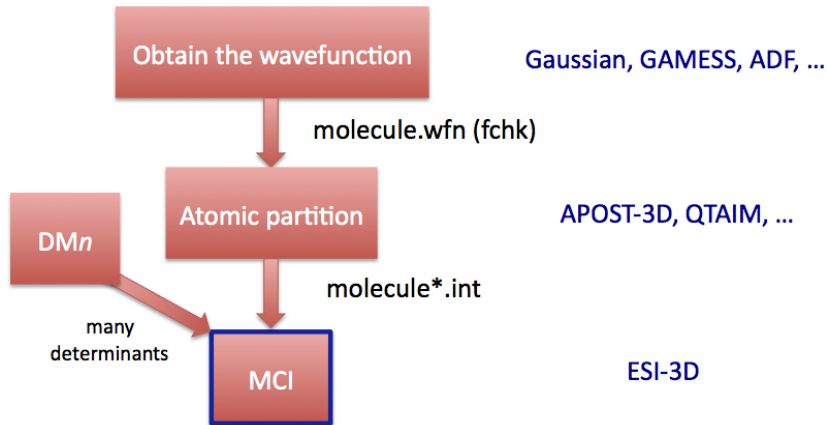 Obtain the wavefunction
Gaussian, GAMESS, ADF, ...
molecule.wfn (fchk)
Atomic partition
APOST-3D, QTAIM, ...
DMn
molecule*.int
many
determinants
MCI
ESI-3D